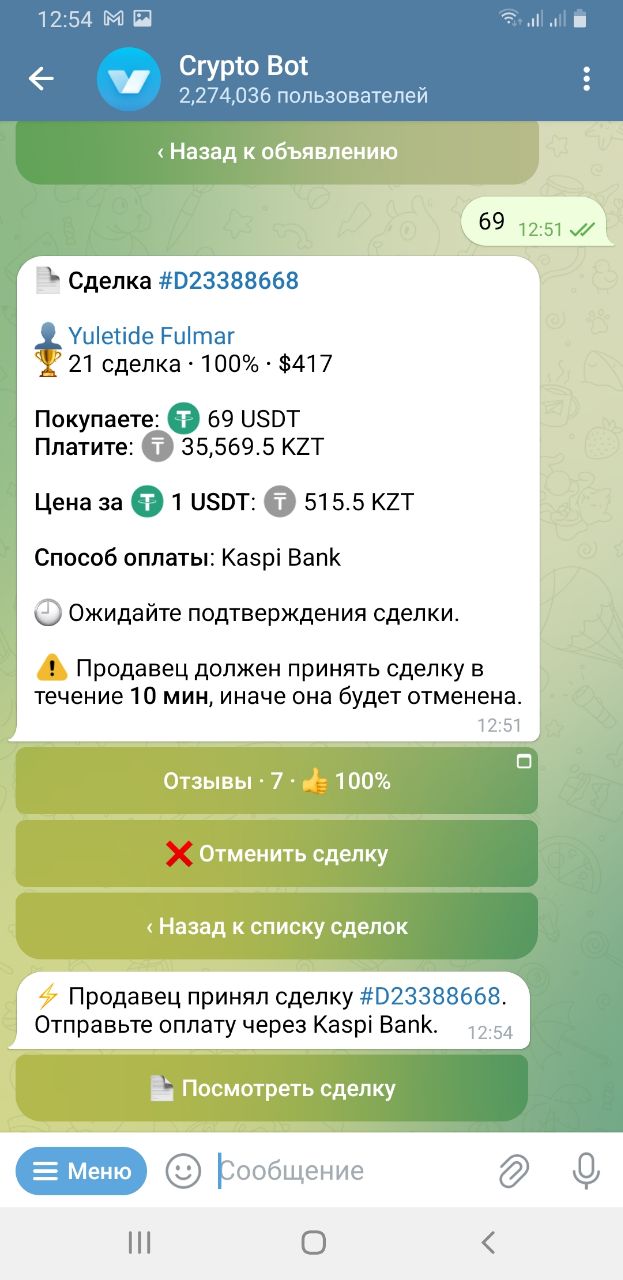 12:54
Crypto Bot
2,274,036 пользователей
‹ Назад к объявлению
69 12:51
Сделка #D23388668
Yuletide Fulmar
21 сделка · 100% · $417
Покупаете: 69 USDT
Платите: 35,569.5 KZT
Цена за 1 USDT: 515.5 KZT
Способ оплаты: Kaspi Bank
Ожидайте подтверждения сделки.
Продавец должен принять сделку в
течение 10 мин, иначе она будет отменена.
12:51
Отзывы · 7 · 👍 100%
❌ Отменить сделку
‹ Назад к списку сделок
⚡ Продавец принял сделку #D23388668.
Отправьте оплату через Kaspi Bank. 12:54
Посмотреть сделку
Меню Сообщение